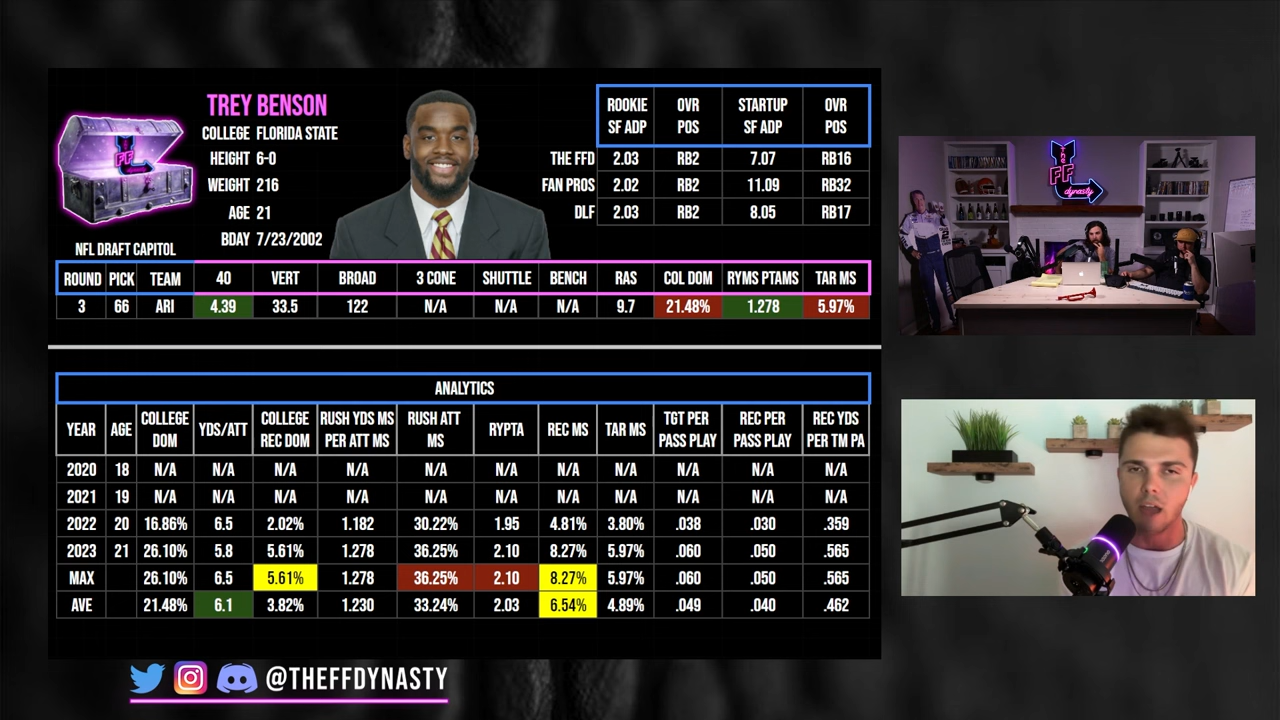 TREY BENSON
COLLEGE FLORIDA STATE
HEIGHT 6-0
WEIGHT 216
AGE 21
BDAY 7/23/2002
FF
NFL DRAFT CAPITOL
ROOKIE SF ADP OVR POS STARTUP SF ADP OVR POS
THE FFD 2.03 RB2 7.07 RB16
FAN PROS 2.02 RB2 11.09 RB32
DLF 2.03 RB2 8.05 RB17
ROUND PICK TEAM 40 VERT BROAD 3 CONE SHUTTLE BENCH RAS COL DOM RYMS PTAMS TAR MS
3 66 ARI 4.39 33.5 122 N/A N/A N/A 9.7 21.48% 1.278 5.97%
ANALYTICS
YEAR AGE COLLEGE DOM YDS/ATT COLLEGE REC DOM RUSH YDS MS PER ATT MS RUSH ATT MS RYPTA REC MS TAR MS TGT PER PASS PLAY REC PER PASS PLAY REC YDS PER TM PA
2020 18 N/A N/A N/A N/A N/A N/A N/A N/A N/A N/A N/A
2021 19 N/A N/A N/A N/A N/A N/A N/A N/A N/A N/A N/A
2022 20 16.86% 6.5 2.02% 1.182 30.22% 1.95 4.81% 3.80% .038 .030 .359
2023 21 26.10% 5.8 5.61% 1.278 36.25% 2.10 8.27% 5.97% .060 .050 .565
MAX 26.10% 6.5 5.61% 1.278 36.25% 2.10 8.27% 5.97% .060 .050 .565
AVE 21.48% 6.1 3.82% 1.230 33.24% 2.03 6.54% 4.89% .049 .040 .462
@THEFFDYNASTY
THE
FF
dynasty